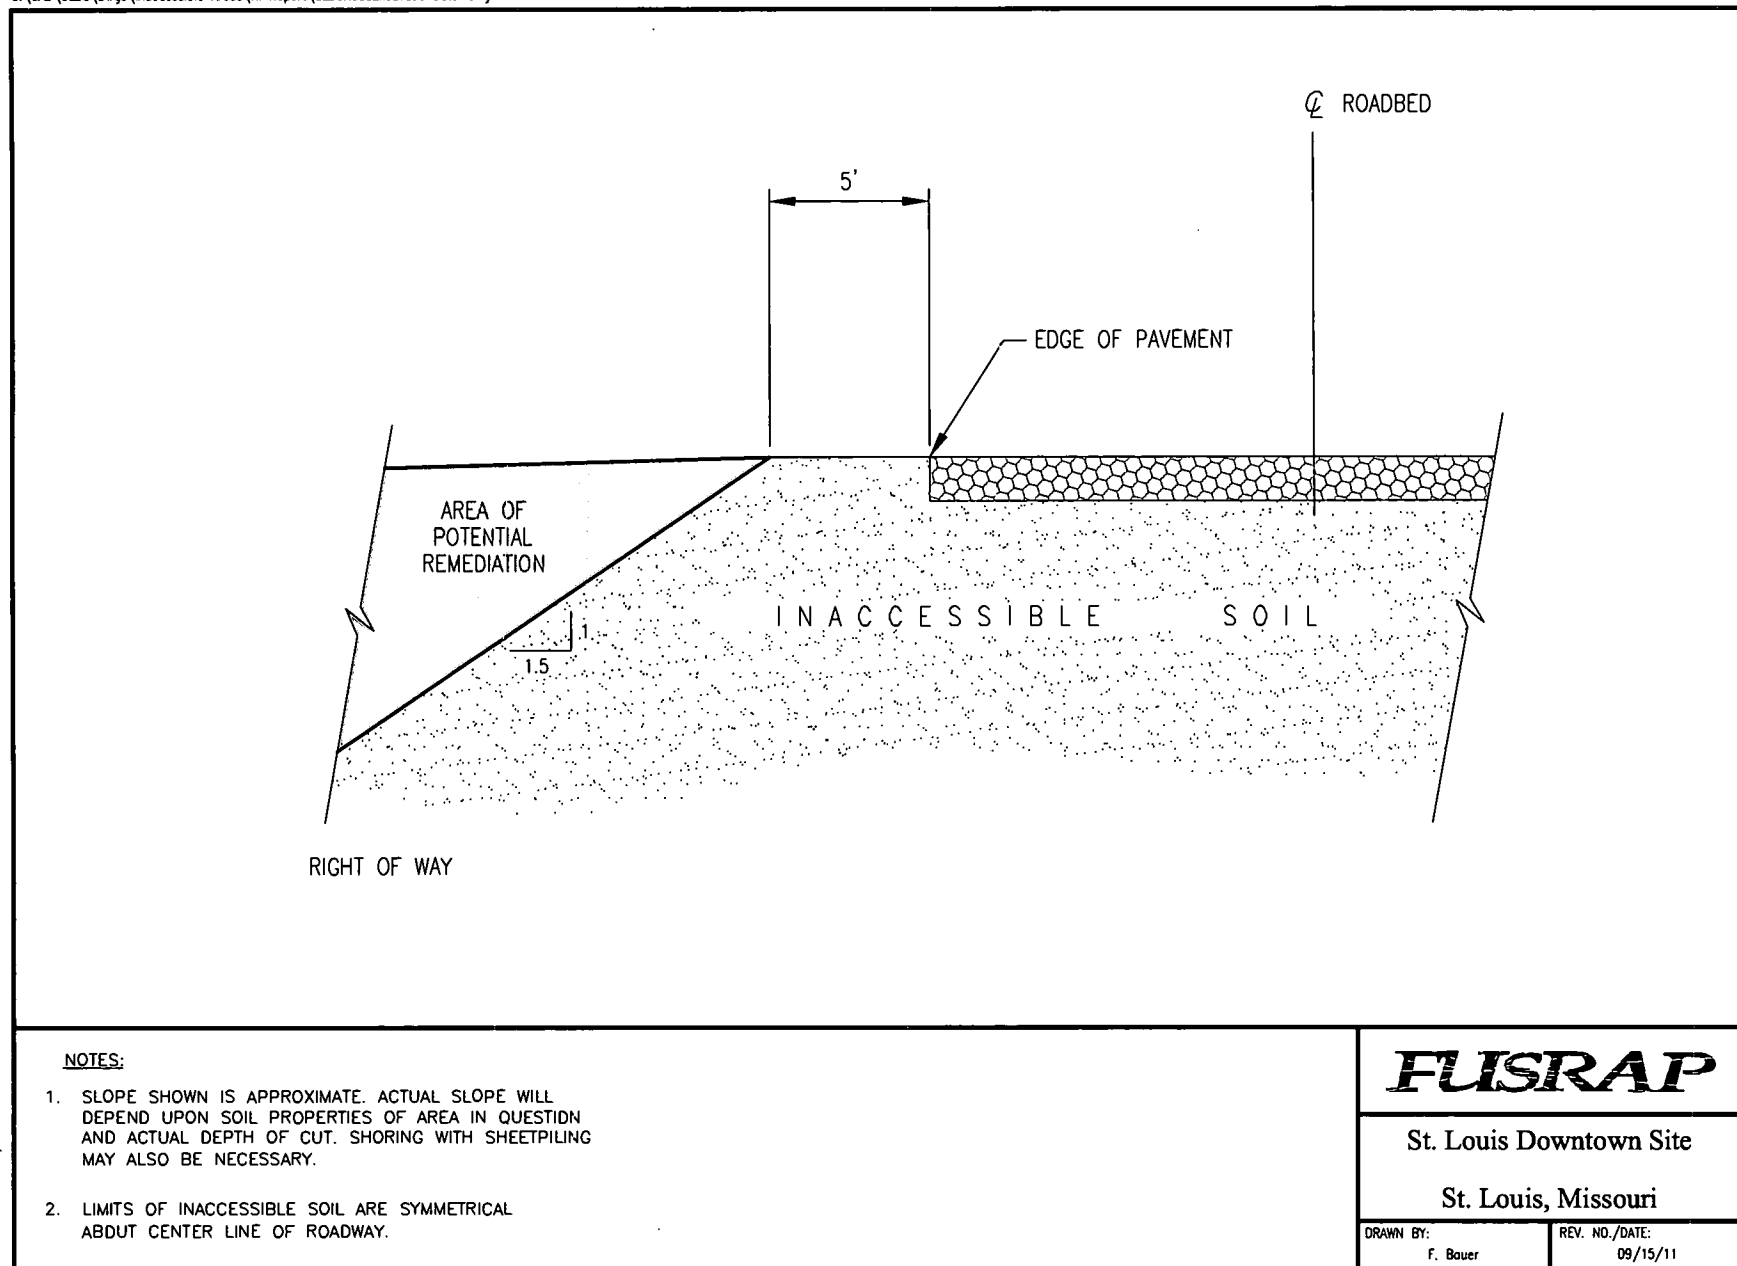 ℄ ROADBED
5'
EDGE OF PAVEMENT
AREA OF
POTENTIAL
REMEDIATION
INACCESSIBLE SOIL
1
1.5
RIGHT OF WAY
NOTES:
1. SLOPE SHOWN IS APPROXIMATE. ACTUAL SLOPE WILL
DEPEND UPON SOIL PROPERTIES OF AREA IN QUESTION
AND ACTUAL DEPTH OF CUT. SHORING WITH SHEETPILING
MAY ALSO BE NECESSARY.
2. LIMITS OF INACCESSIBLE SOIL ARE SYMMETRICAL
ABOUT CENTER LINE OF ROADWAY.
FUSRAP
St. Louis Downtown Site
St. Louis, Missouri
DRAWN BY:
F. Bauer
REV. NO./DATE:
09/15/11